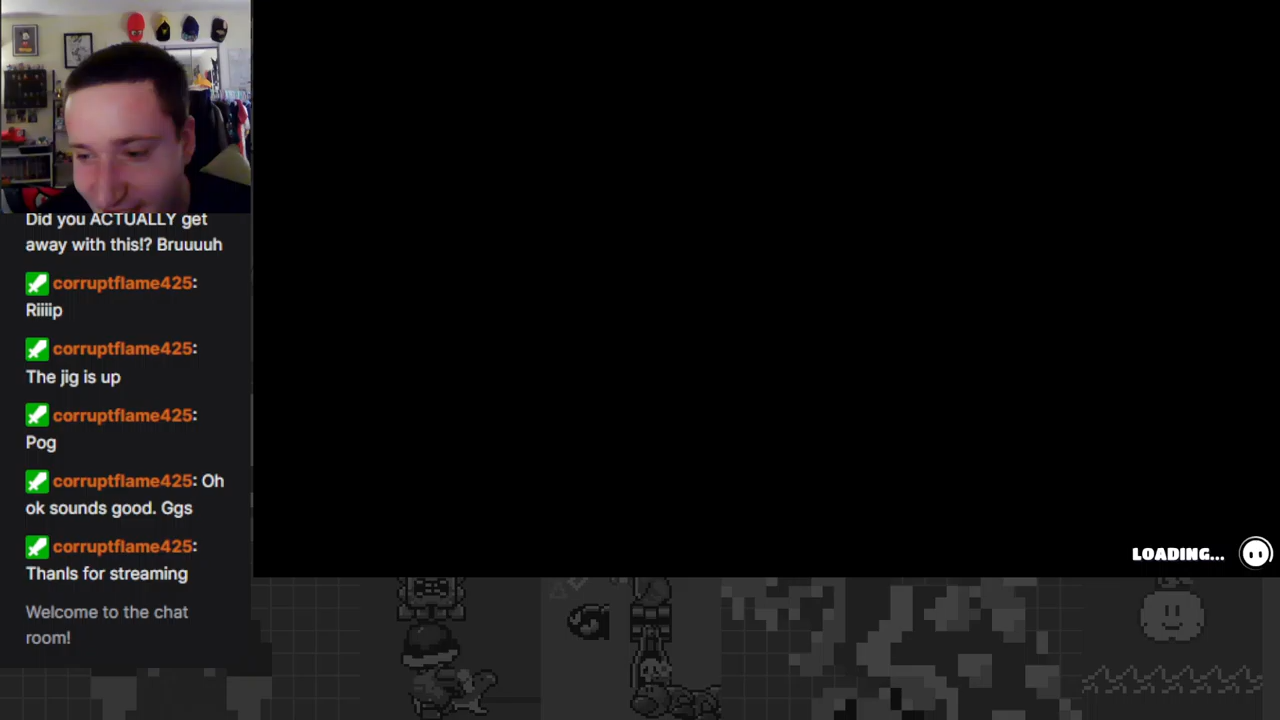 Did you ACTUALLY get
away with this!? Bruuuuh
corruptflame425:
Riiiip
corruptflame425:
The jig is up
corruptflame425:
Pog
corruptflame425: Oh
ok sounds good. Ggs
corruptflame425:
Thanls for streaming
Welcome to the chat
room!
LOADING...